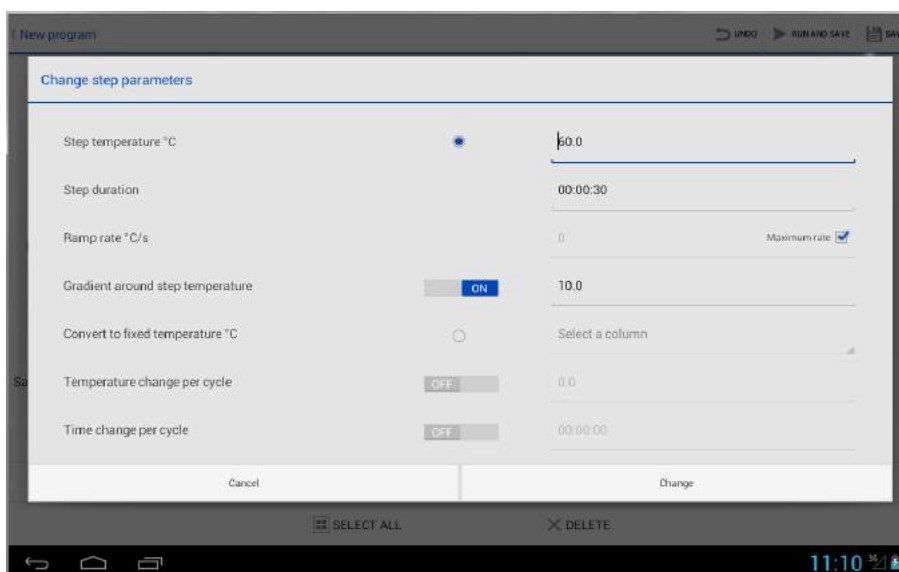 New program UNDO RUN AND SAVE SAV
Change step parameters
Step temperature °C 60.0
Step duration 00:00:30
Ramp rate °C/s 0 Maximum rate
Gradient around step temperature ON 10.0
Convert to fixed temperature °C Select a column
Sa
Temperature change per cycle OFF 0.0
Time change per cycle OFF 00:00:00
Cancel Change
SELECT ALL DELETE
11:10 3G